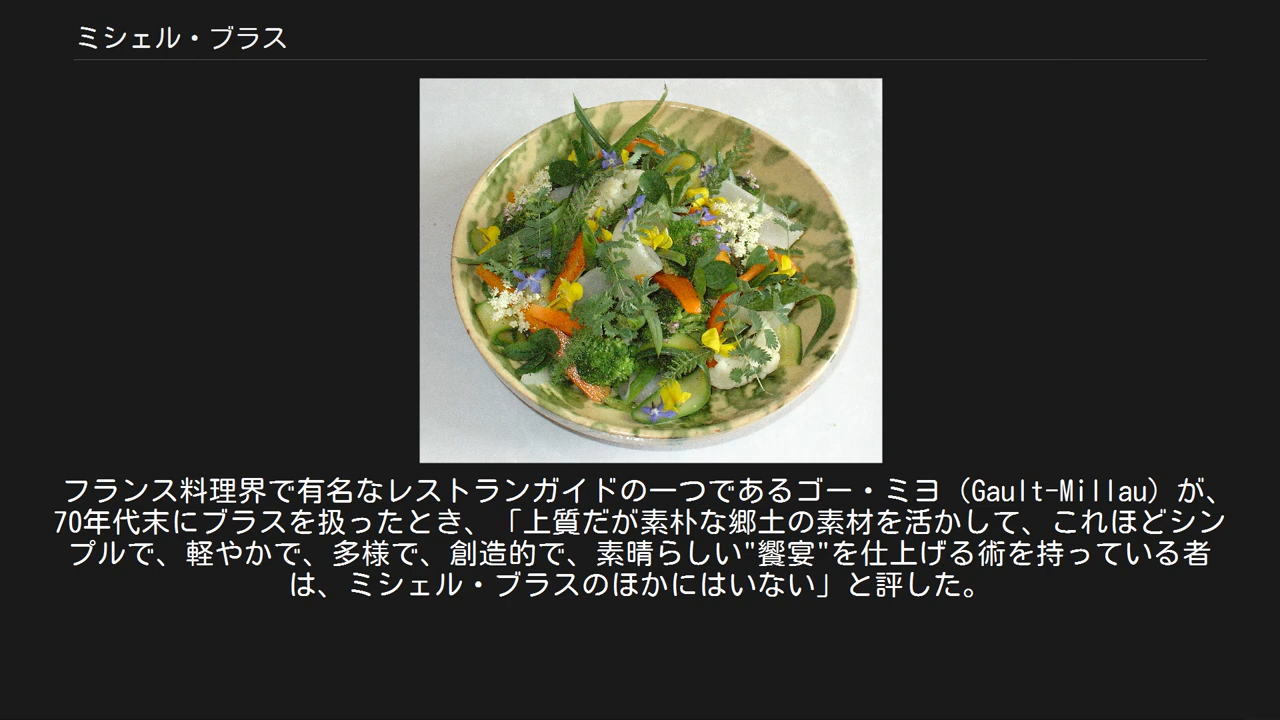 ミシェル・ブラス
フランス料理界で有名なレストランガイドの一つであるゴー・ミヨ (Gault-Millau) が、
70年代末にブラスを扱ったとき、「上質だが素朴な郷土の素材を活かして、これほどシン
プルで、軽やかで、多様で、創造的で、素晴らしい"饗宴"を仕上げる術を持っている者
は、ミシェル・ブラスのほかにはいない」と評した。